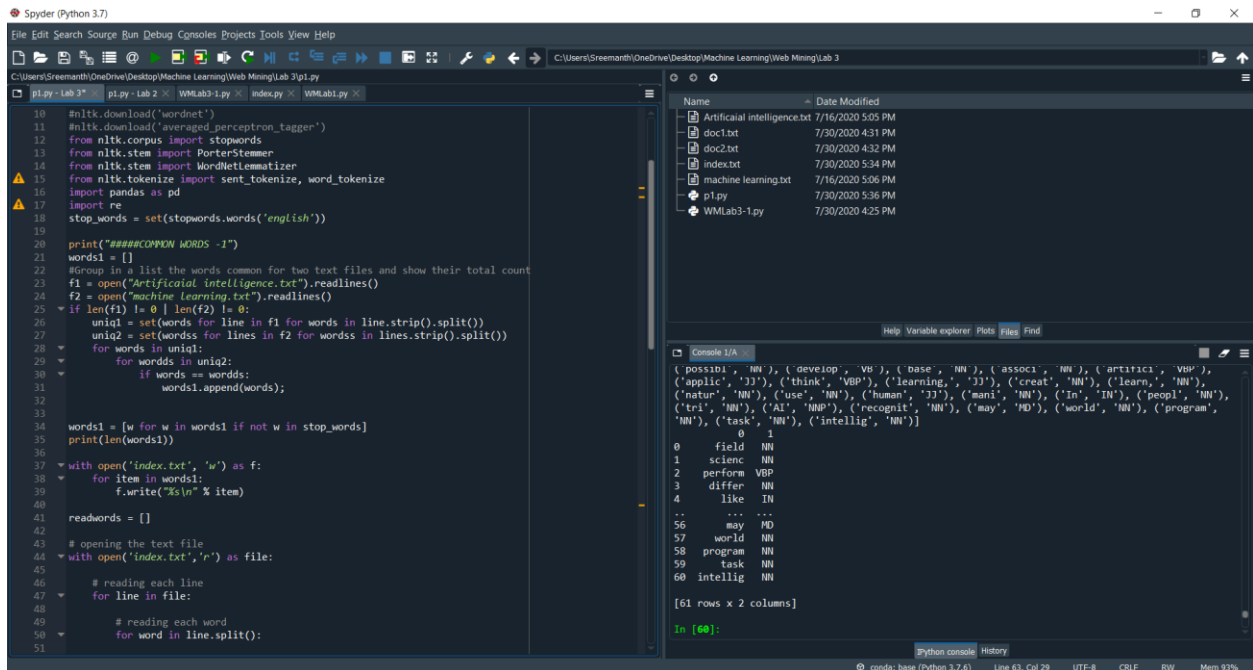 Spyder (Python 3.7)
File Edit Search Source Run Debug Consoles Projects Tools View Help
C:\Users\Sreemanth\OneDrive\Desktop\Machine Learning\Web Mining\Lab 3
C:\Users\Sreemanth\OneDrive\Desktop\Machine Learning\Web Mining\Lab 3\p1.py
p1.py - Lab 3* p1.py - Lab 2 WMLab3-1.py index.py WMLab1.py
10 #nltk.download('wordnet')
11 #nltk.download('averaged_perceptron_tagger')
12 from nltk.corpus import stopwords
13 from nltk.stem import PorterStemmer
14 from nltk.stem import WordNetLemmatizer
15 from nltk.tokenize import sent_tokenize, word_tokenize
16 import pandas as pd
17 import re
18 stop_words = set(stopwords.words('english'))
19
20 print("#####COMMON WORDS -1")
21 words1 = []
22 #Group in a list the words common for two text files and show their total count
23 f1 = open("Artificaial intelligence.txt").readlines()
24 f2 = open("machine learning.txt").readlines()
25 if len(f1) != 0 | len(f2) != 0:
26 uniq1 = set(words for line in f1 for words in line.strip().split())
27 uniq2 = set(wordss for lines in f2 for wordss in lines.strip().split())
28 for words in uniq1:
29 for wordds in uniq2:
30 if words == wordds:
31 words1.append(words);
32
33
34 words1 = [w for w in words1 if not w in stop_words]
35 print(len(words1))
36
37 with open('index.txt', 'w') as f:
38 for item in words1:
39 f.write("%s\n" % item)
40
41 readwords = []
42
43 # opening the text file
44 with open('index.txt','r') as file:
45
46 # reading each line
47 for line in file:
48
49 # reading each word
50 for word in line.split():
51
Name Date Modified
Artificaial intelligence.txt 7/16/2020 5:05 PM
doc1.txt 7/30/2020 4:31 PM
doc2.txt 7/30/2020 4:32 PM
index.txt 7/30/2020 5:34 PM
machine learning.txt 7/16/2020 5:06 PM
p1.py 7/30/2020 5:36 PM
WMLab3-1.py 7/30/2020 4:25 PM
Help Variable explorer Plots Files Find
Console 1/A
('possibl', 'NN'), ('develop', 'VB'), ('base', 'NN'), ('associ', 'NN'), ('artifici', 'VBP'),
('applic', 'JJ'), ('think', 'VBP'), ('learning,', 'JJ'), ('creat', 'NN'), ('learn,', 'NN'),
('natur', 'NN'), ('use', 'NN'), ('human', 'JJ'), ('mani', 'NN'), ('In', 'IN'), ('peopl', 'NN'),
('tri', 'NN'), ('AI', 'NNP'), ('recognit', 'NN'), ('may', 'MD'), ('world', 'NN'), ('program',
'NN'), ('task', 'NN'), ('intellig', 'NN')]
0 1
0 field NN
1 scienc NN
2 perform VBP
3 differ NN
4 like IN
.. ... ...
56 may MD
57 world NN
58 program NN
59 task NN
60 intellig NN
[61 rows x 2 columns]
In [60]:
IPython console History
conda: base (Python 3.7.6) Line 63, Col 29 UTF-8 CRLF RW Mem 93%